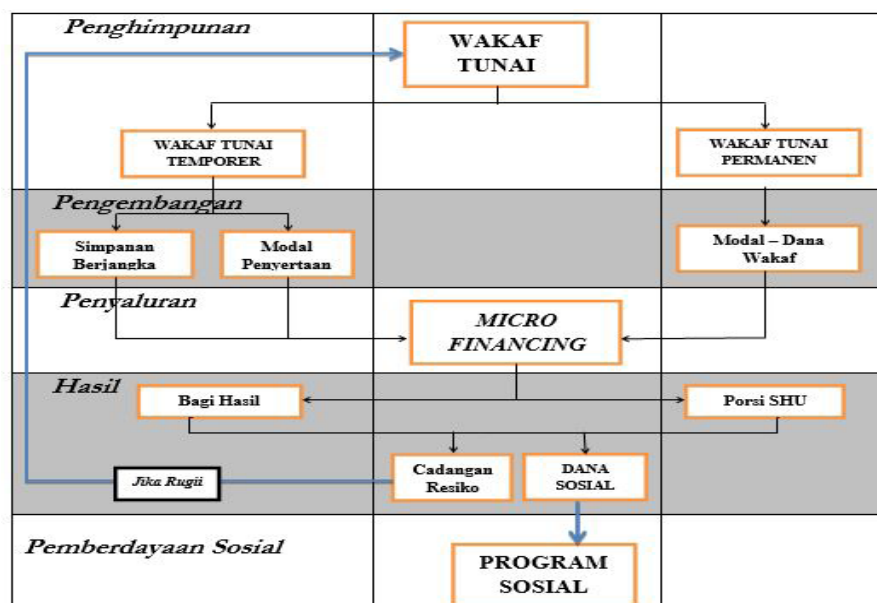 Penghimpunan
WAKAF
TUNAI
WAKAF TUNAI
TEMPORER
WAKAF TUNAI
PERMANEN
Pengembangan
Simpanan
Berjangka
Modal
Penyertaan
Modal – Dana
Wakaf
Penyaluran
MICRO
FINANCING
Hasil
Bagi Hasil
Porsi SHU
Jika Rugii
Cadangan
Resiko
DANA
SOSIAL
Pemberdayaan Sosial
PROGRAM
SOSIAL